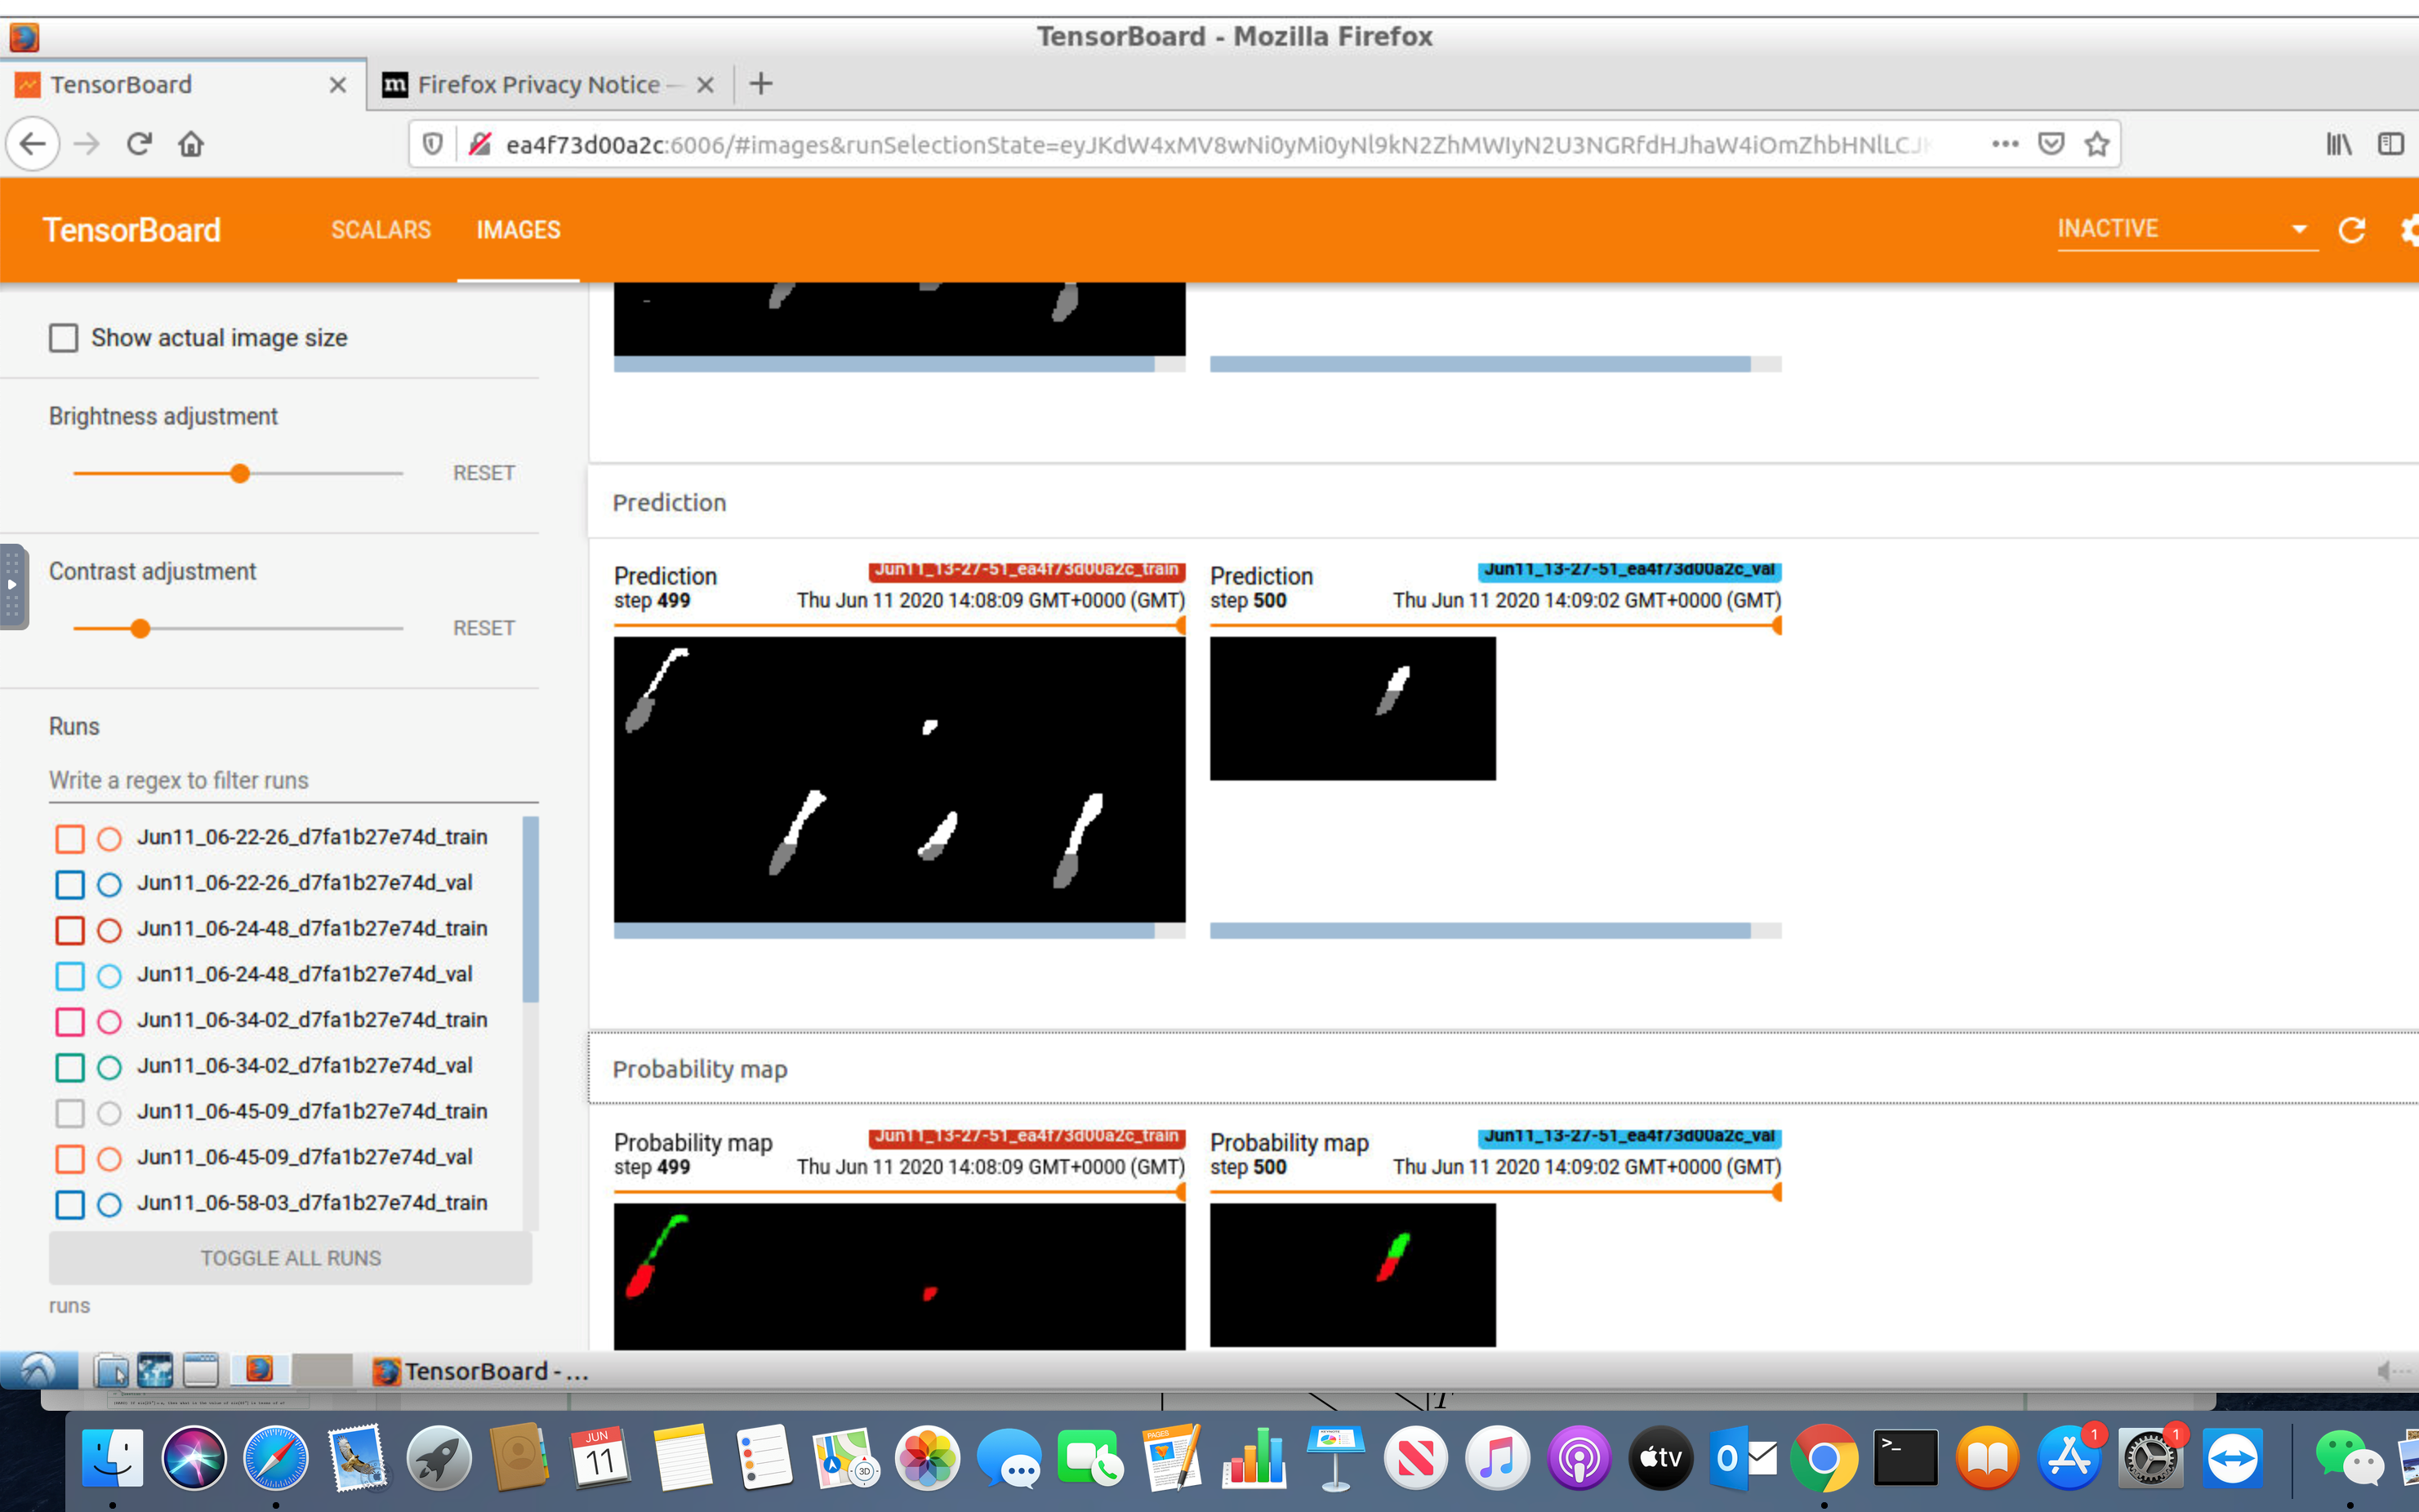 TensorBoard - Mozilla Firefox
TensorBoard
m Firefox Privacy Notice —
ea4f73d00a2c:6006/#images&runSelectionState=eyJKdW4xMV8wNi0yMi0yNl9kN2ZhMWIyN2U3NGRfdHJhaW4iOmZhbHNlLCJ
TensorBoard
SCALARS
IMAGES
INACTIVE
Show actual image size
Brightness adjustment
RESET
Contrast adjustment
RESET
Runs
Write a regex to filter runs
Jun11_06-22-26_d7fa1b27e74d_train
Jun11_06-22-26_d7fa1b27e74d_val
Jun11_06-24-48_d7fa1b27e74d_train
Jun11_06-24-48_d7fa1b27e74d_val
Jun11_06-34-02_d7fa1b27e74d_train
Jun11_06-34-02_d7fa1b27e74d_val
Jun11_06-45-09_d7fa1b27e74d_train
Jun11_06-45-09_d7fa1b27e74d_val
Jun11_06-58-03_d7fa1b27e74d_train
TOGGLE ALL RUNS
runs
Prediction
Prediction
Jun11_13-27-51_ea4f73d00a2c_train
step 499
Thu Jun 11 2020 14:08:09 GMT+0000 (GMT)
Prediction
Jun11_13-27-51_ea4f73d00a2c_val
step 500
Thu Jun 11 2020 14:09:02 GMT+0000 (GMT)
Probability map
Probability map
Jun11_13-27-51_ea4f73d00a2c_train
step 499
Thu Jun 11 2020 14:08:09 GMT+0000 (GMT)
Probability map
Jun11_13-27-51_ea4f73d00a2c_val
step 500
Thu Jun 11 2020 14:09:02 GMT+0000 (GMT)
TensorBoard - ...
JUN
11
3D
PAGES
tv
>_
1
1